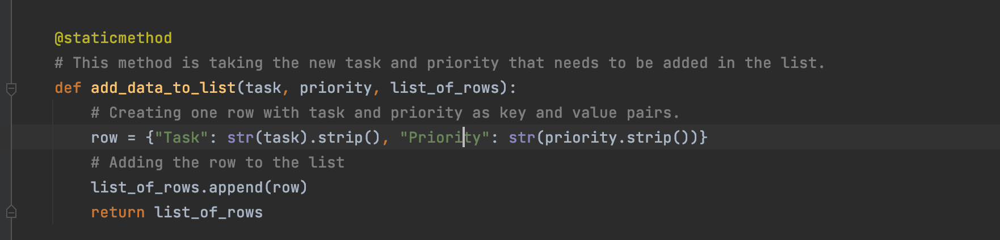 @staticmethod
# This method is taking the new task and priority that needs to be added in the list.
def add_data_to_list(task, priority, list_of_rows):
# Creating one row with task and priority as key and value pairs.
row = {"Task": str(task).strip(), "Priority": str(priority.strip())}
# Adding the row to the list
list_of_rows.append(row)
return list_of_rows